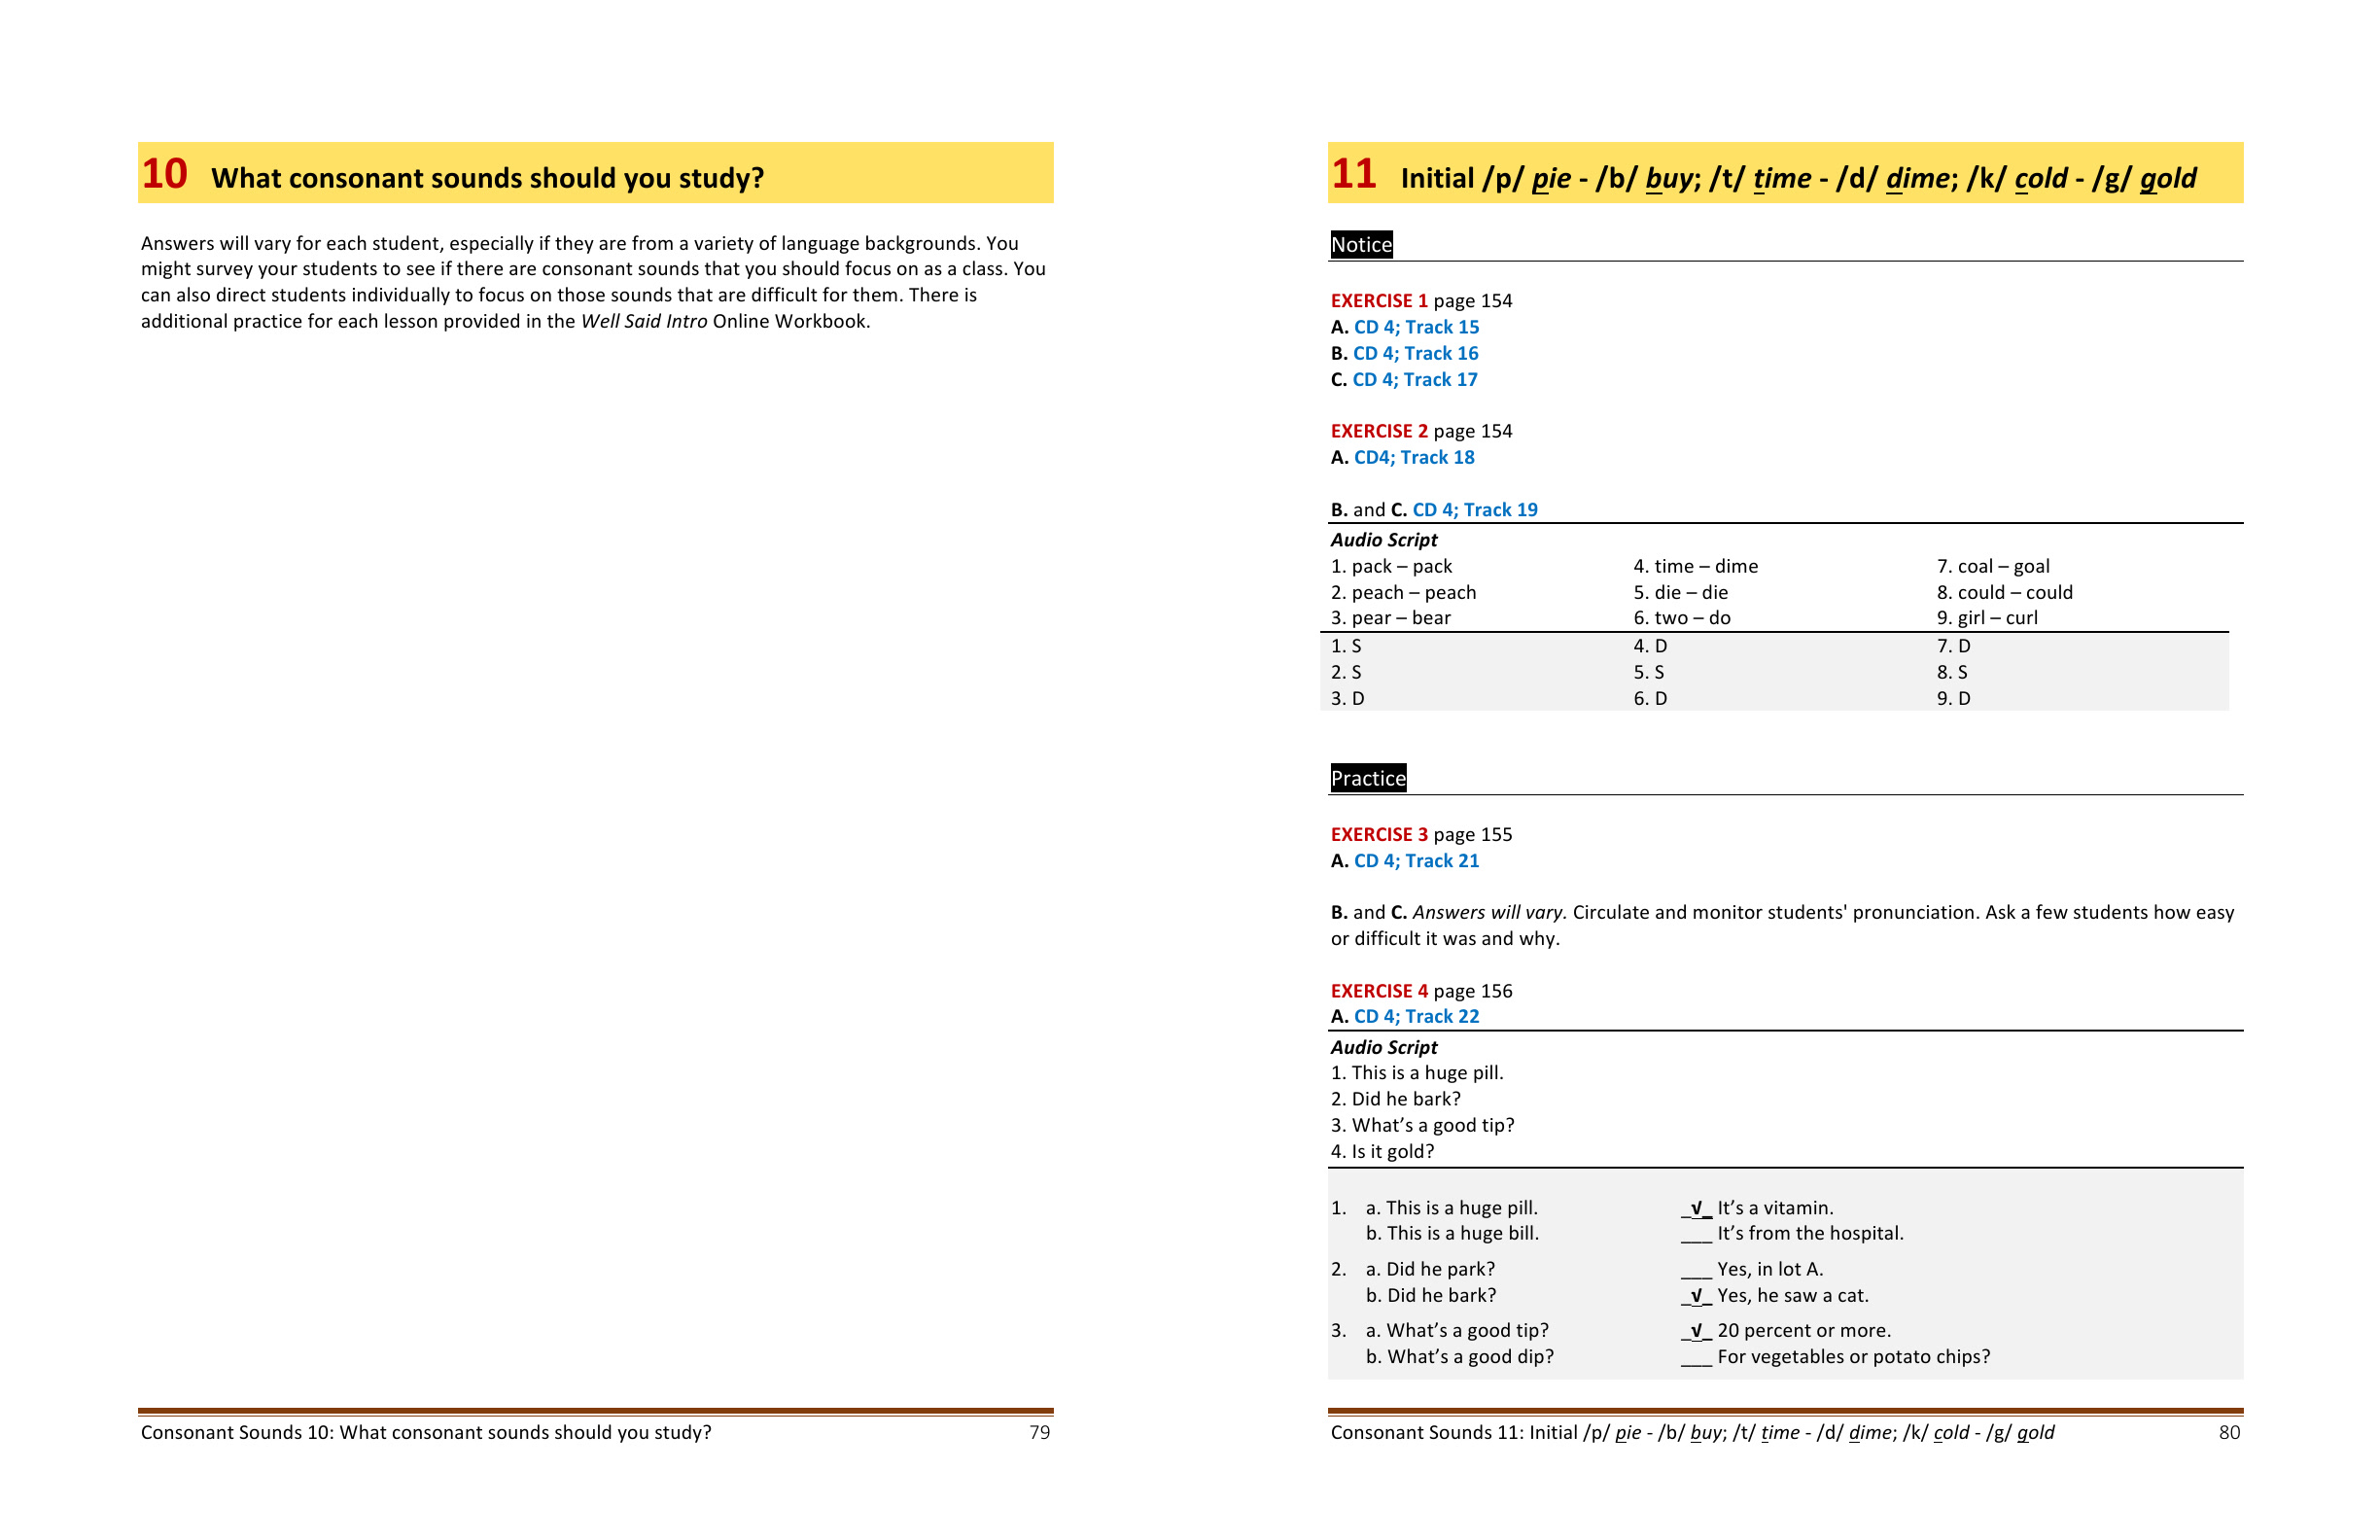 10 What consonant sounds should you study?
Answers will vary for each student, especially if they are from a variety of language backgrounds. You
might survey your students to see if there are consonant sounds that you should focus on as a class. You
can also direct students individually to focus on those sounds that are difficult for them. There is
additional practice for each lesson provided in the Well Said Intro Online Workbook.
Consonant Sounds 10: What consonant sounds should you study? 79
11 Initial /p/ pie - /b/ buy; /t/ time - /d/ dime; /k/ cold - /g/ gold
Notice
EXERCISE 1 page 154
A. CD 4; Track 15
B. CD 4; Track 16
C. CD 4; Track 17
EXERCISE 2 page 154
A. CD4; Track 18
B. and C. CD 4; Track 19
Audio Script
1. pack – pack 4. time – dime 7. coal – goal
2. peach – peach 5. die – die 8. could – could
3. pear – bear 6. two – do 9. girl – curl
1. S 4. D 7. D
2. S 5. S 8. S
3. D 6. D 9. D
Practice
EXERCISE 3 page 155
A. CD 4; Track 21
B. and C. Answers will vary. Circulate and monitor students' pronunciation. Ask a few students how easy
or difficult it was and why.
EXERCISE 4 page 156
A. CD 4; Track 22
Audio Script
1. This is a huge pill.
2. Did he bark?
3. What’s a good tip?
4. Is it gold?
1. a. This is a huge pill. _√_ It’s a vitamin.
b. This is a huge bill. ___ It’s from the hospital.
2. a. Did he park? ___ Yes, in lot A.
b. Did he bark? _√_ Yes, he saw a cat.
3. a. What’s a good tip? _√_ 20 percent or more.
b. What’s a good dip? ___ For vegetables or potato chips?
Consonant Sounds 11: Initial /p/ pie - /b/ buy; /t/ time - /d/ dime; /k/ cold - /g/ gold 80